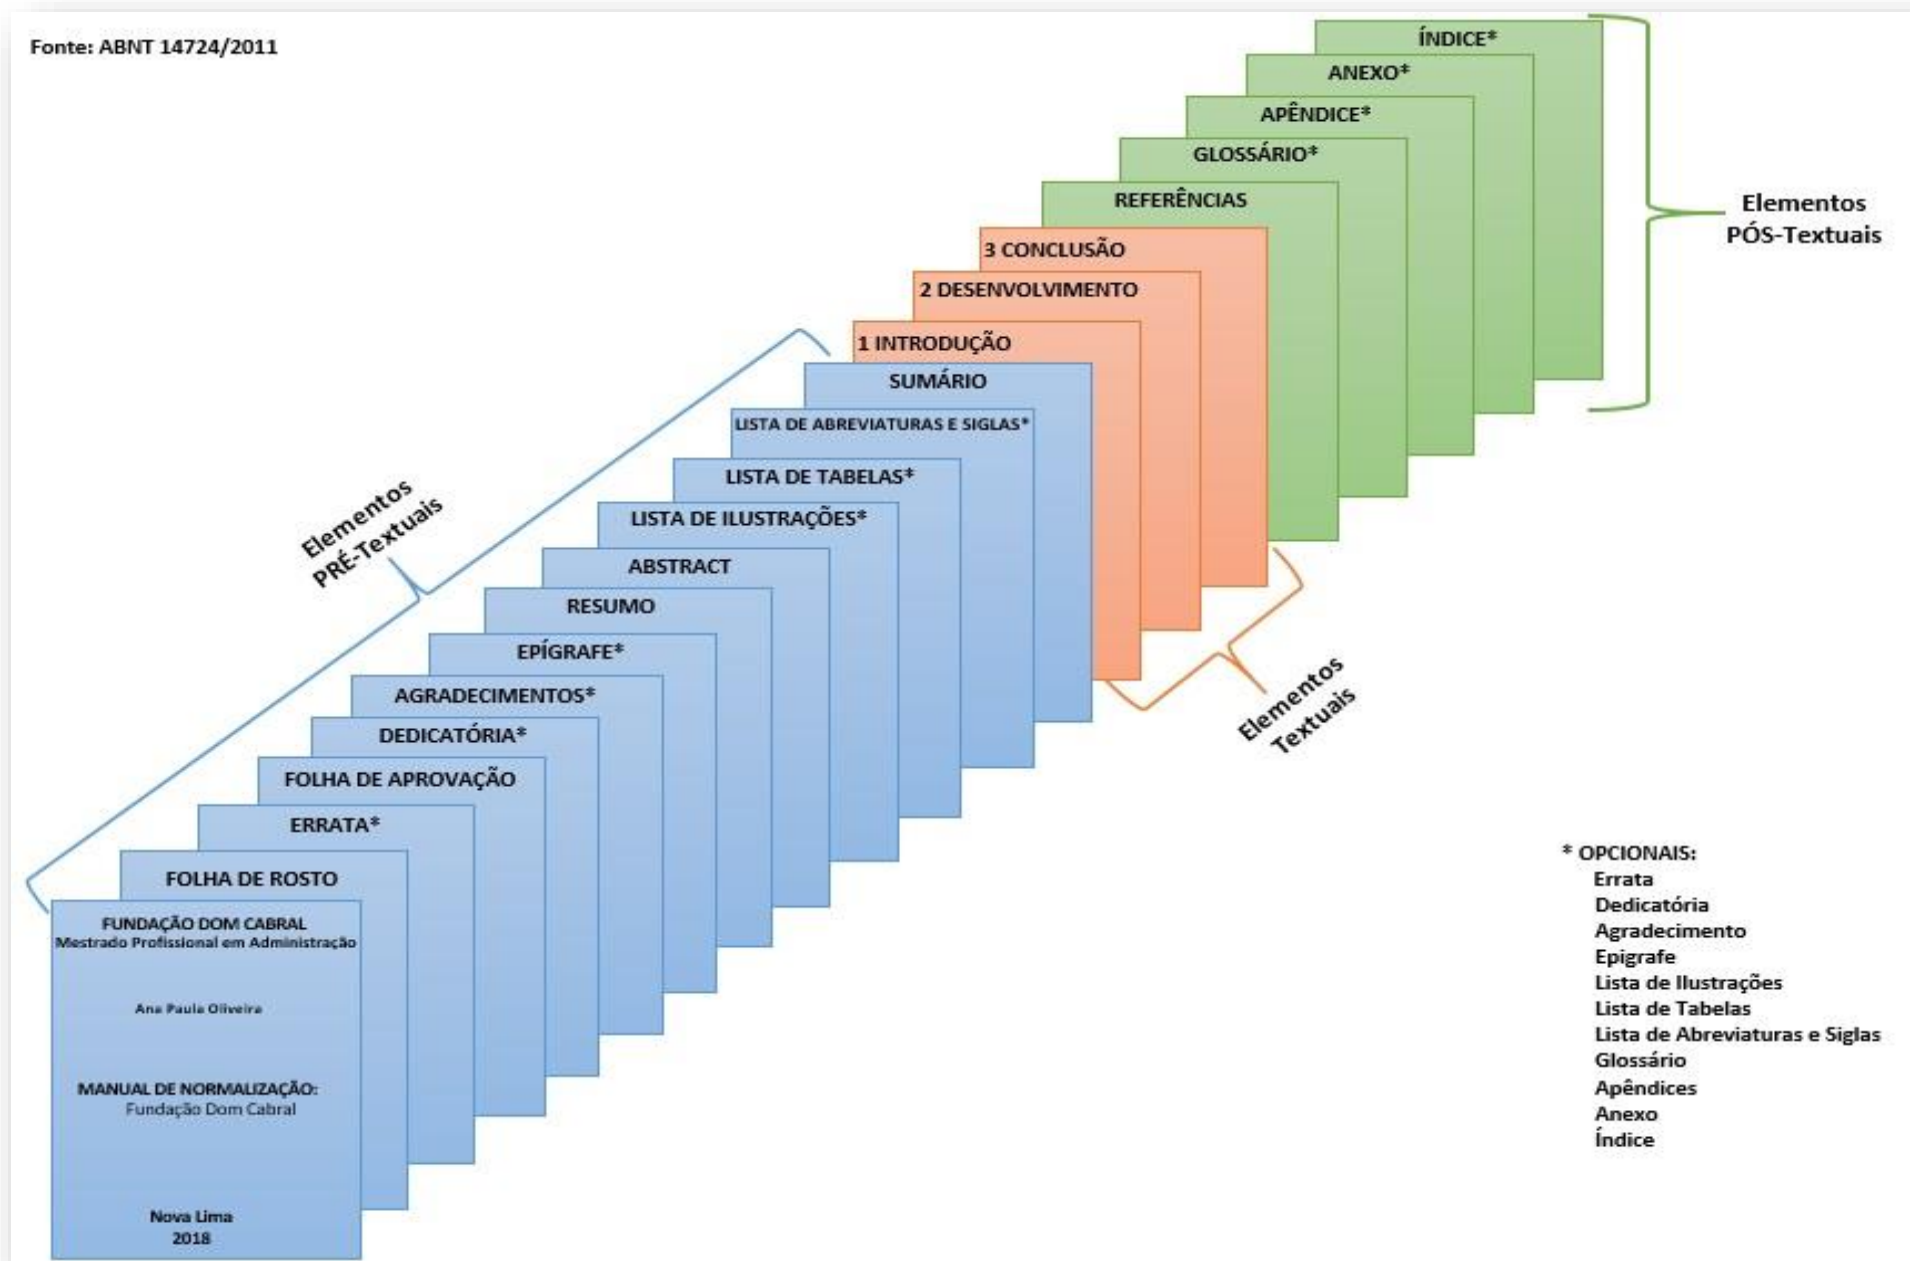 Fonte: ABNT 14724/2011
ÍNDICE*
ANEXO*
APÊNDICE*
GLOSSÁRIO*
REFERÊNCIAS
3 CONCLUSÃO
2 DESENVOLVIMENTO
1 INTRODUÇÃO
SUMÁRIO
LISTA DE ABREVIATURAS E SIGLAS*
LISTA DE TABELAS*
LISTA DE ILUSTRAÇÕES*
ABSTRACT
RESUMO
EPÍGRAFE*
AGRADECIMENTOS*
DEDICATÓRIA*
FOLHA DE APROVAÇÃO
ERRATA*
FOLHA DE ROSTO
FUNDAÇÃO DOM CABRAL
Mestrado Profissional em Administração
Ana Paula Oliveira
MANUAL DE NORMALIZAÇÃO:
Fundação Dom Cabral
Nova Lima
2018
Elementos
PRÉ-Textuais
Elementos
Textuais
Elementos
PÓS-Textuais
* OPCIONAIS:
Errata
Dedicatória
Agradecimento
Epigrafe
Lista de Ilustrações
Lista de Tabelas
Lista de Abreviaturas e Siglas
Glossário
Apêndices
Anexo
Índice